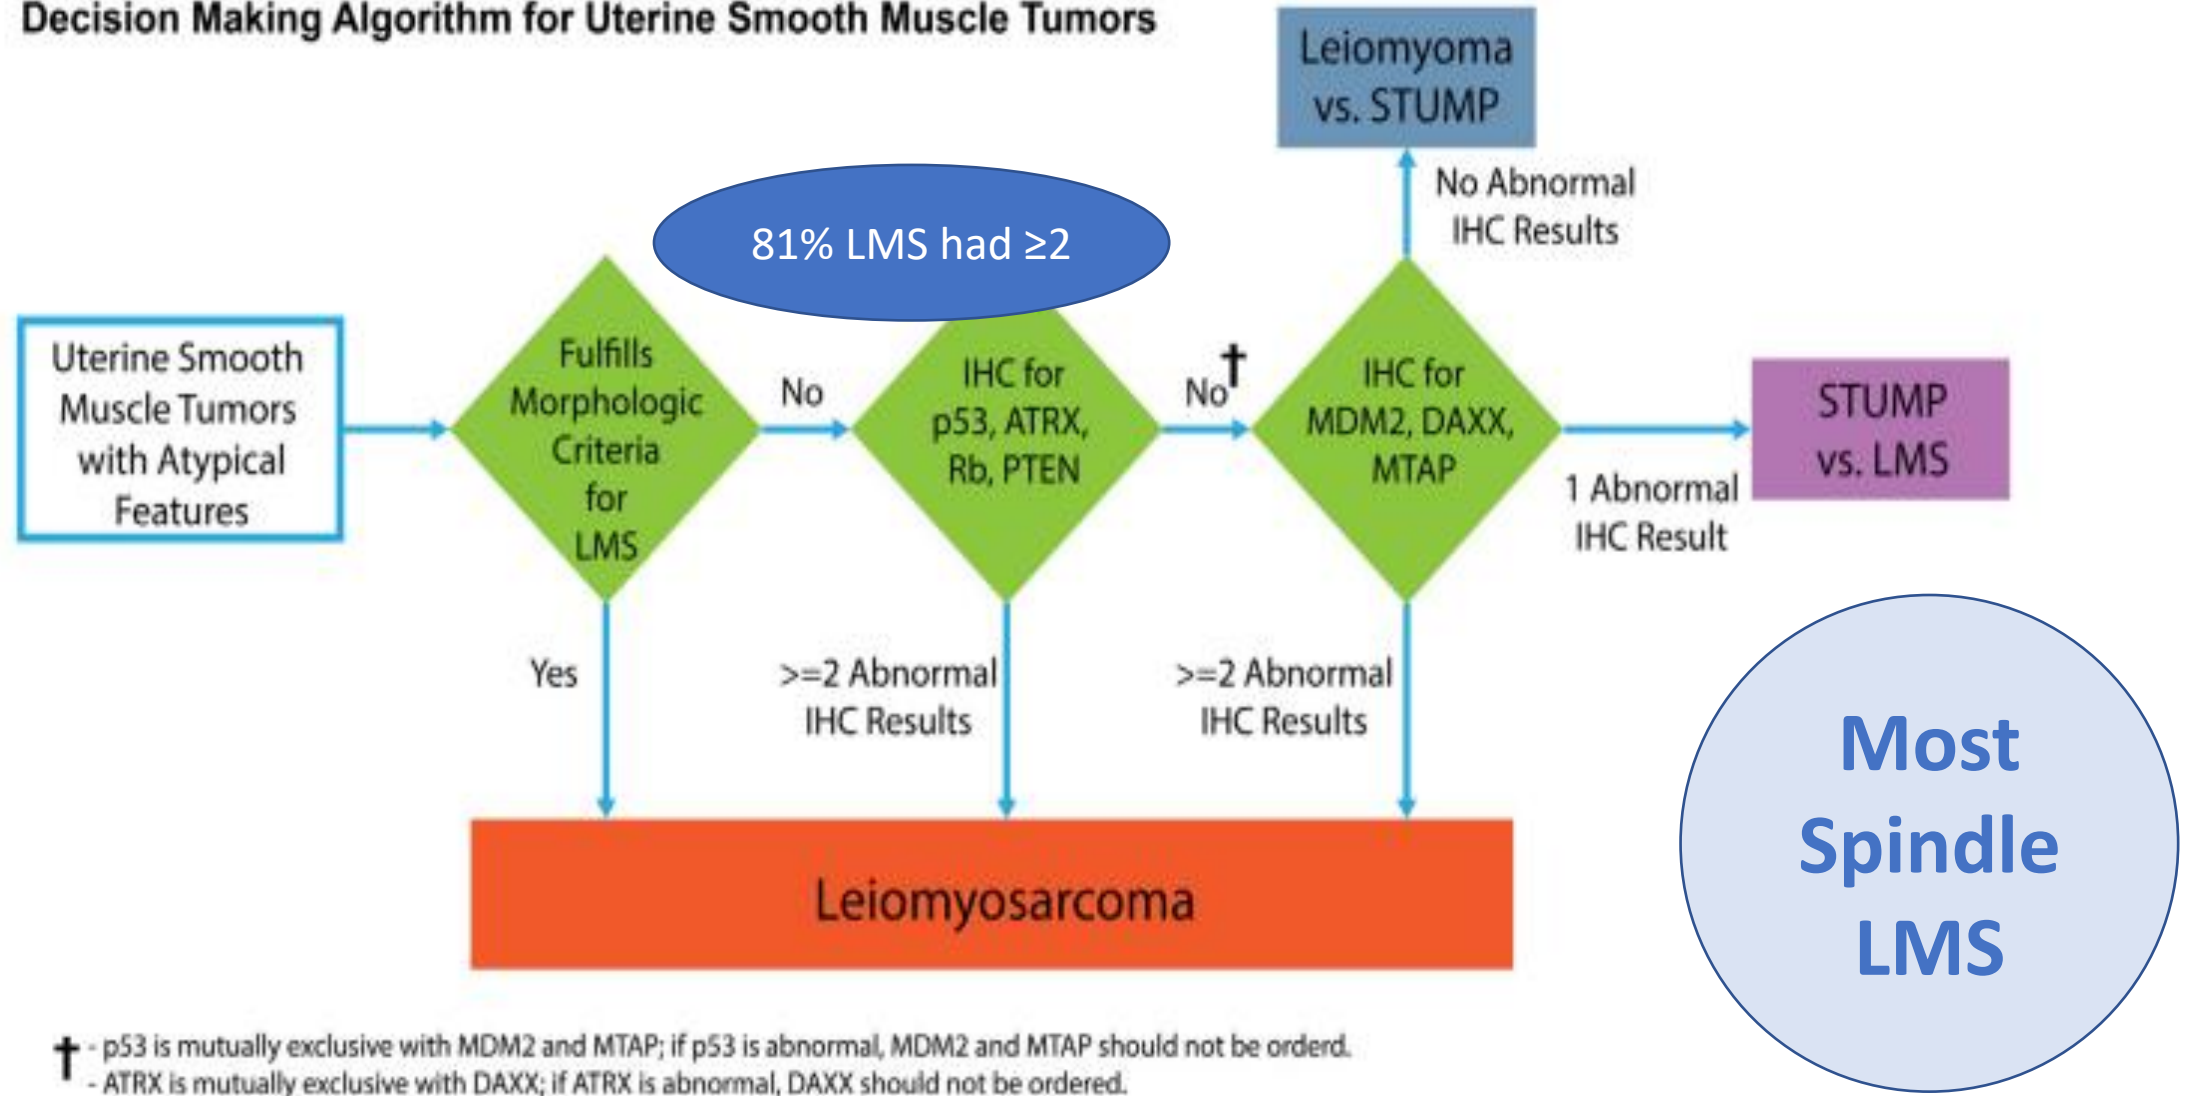 Decision Making Algorithm for Uterine Smooth Muscle Tumors
Leiomyoma
vs. STUMP
No Abnormal
IHC Results
81% LMS had ≥2
Uterine Smooth
Muscle Tumors
with Atypical
Features
Fulfills
Morphologic
Criteria
for
LMS
No
IHC for
p53, ATRX,
Rb, PTEN
No†
IHC for
MDM2, DAXX,
MTAP
1 Abnormal
IHC Result
STUMP
vs. LMS
Yes
>=2 Abnormal
IHC Results
>=2 Abnormal
IHC Results
Leiomyosarcoma
Most
Spindle
LMS
† - p53 is mutually exclusive with MDM2 and MTAP; if p53 is abnormal, MDM2 and MTAP should not be orderd.
- ATRX is mutually exclusive with DAXX; if ATRX is abnormal, DAXX should not be ordered.